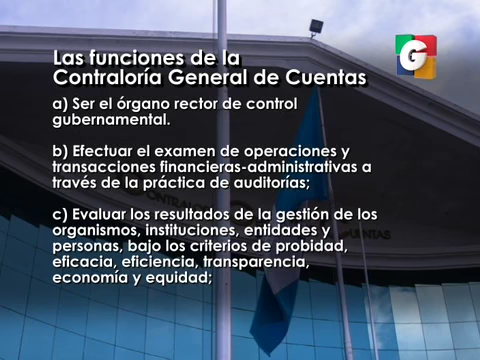 Las funciones de la
Contraloría General de Cuentas
G
a) Ser el órgano rector de control
gubernamental.
b) Efectuar el examen de operaciones y
transacciones financieras-administrativas a
través de la práctica de auditorías;
c) Evaluar los resultados de la gestión de los
organismos, instituciones, entidades y
personas, bajo los criterios de probidad,
eficacia, eficiencia, transparencia,
economía y equidad;